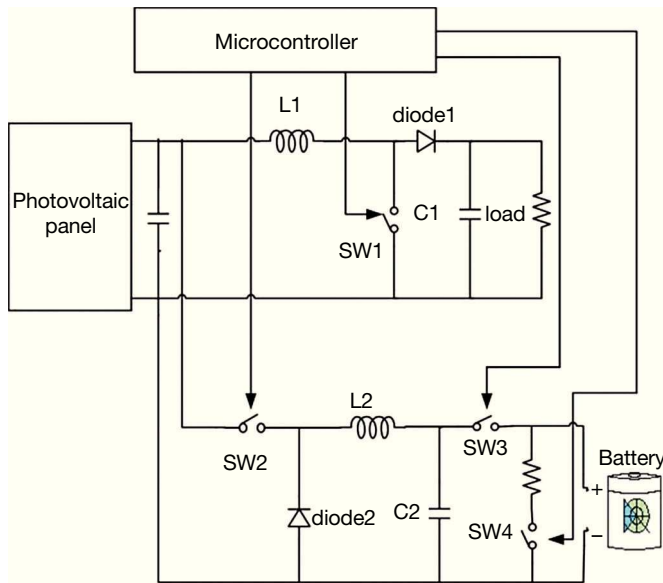 Microcontroller
L1
diode1
Photovoltaic
panel
C1
load
SW1
L2
SW2
SW3
Battery
diode2
C2
SW4
+
−